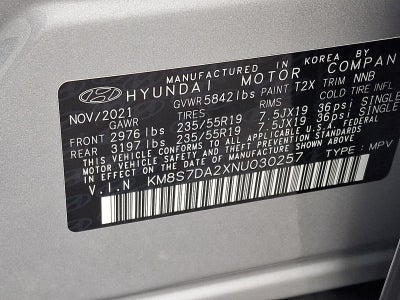 MANUFACTURED IN KOREA BY
HYUNDAI MOTOR COMPAN
NOV/2021 GVWR 5842 lbs PAINT T2X TRIM NNB
GAWR TIRES RIMS COLD TIRE INFL
FRONT 2976 lbs 235/55R19 7.5JX19 36psi SINGLE
REAR 3197 lbs 235/55R19 7.5JX19 36psi SINGLE
THIS VEHICLE CONFORMS TO ALL APPLICABLE U.S. FEDERAL
MOTOR VEHICLE SAFETY AND THEFT PREVENTION STANDARDS
IN EFFECT ON THE DATE OF MANUFACTURE SHOWN ABOVE.
V.I.N KM8S7DA2XNU030257 TYPE : MPV